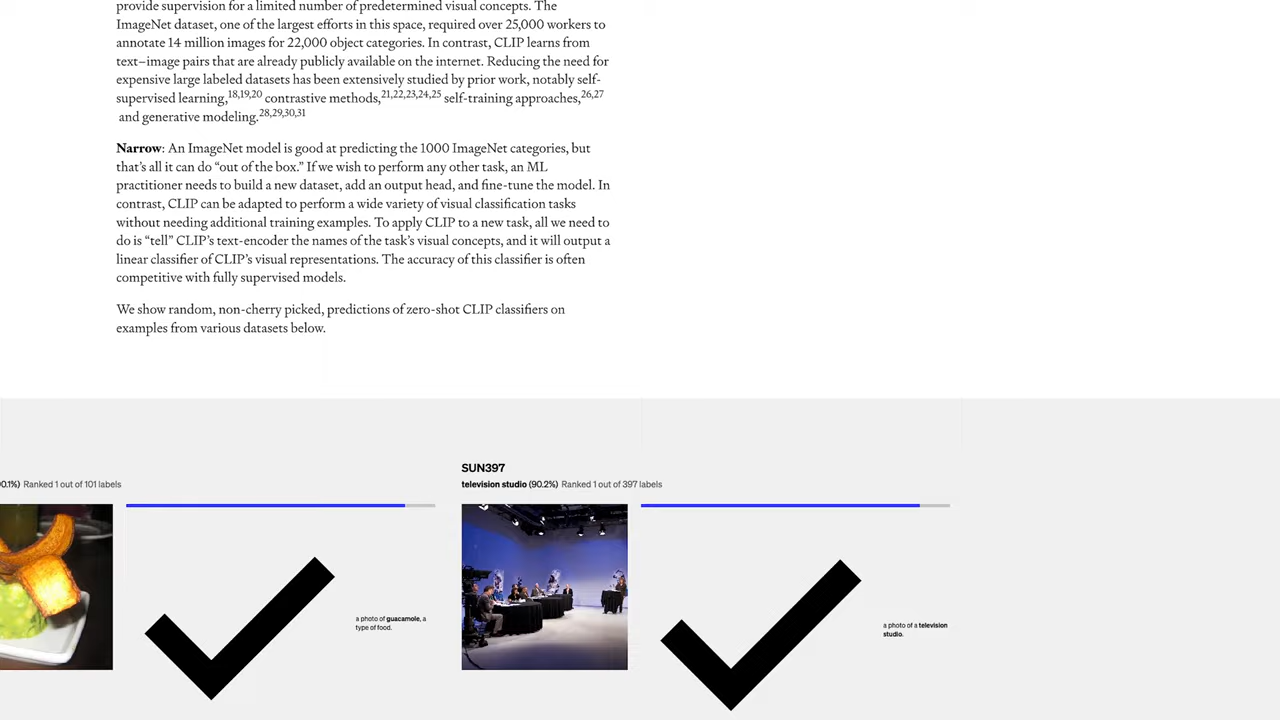 provide supervision for a limited number of predetermined visual concepts. The
ImageNet dataset, one of the largest efforts in this space, required over 25,000 workers to
annotate 14 million images for 22,000 object categories. In contrast, CLIP learns from
text–image pairs that are already publicly available on the internet. Reducing the need for
expensive large labeled datasets has been extensively studied by prior work, notably self-
supervised learning,18,19,20 contrastive methods,21,22,23,24,25 self-training approaches,26,27
and generative modeling.28,29,30,31
Narrow: An ImageNet model is good at predicting the 1000 ImageNet categories, but
that’s all it can do “out of the box.” If we wish to perform any other task, an ML
practitioner needs to build a new dataset, add an output head, and fine-tune the model. In
contrast, CLIP can be adapted to perform a wide variety of visual classification tasks
without needing additional training examples. To apply CLIP to a new task, all we need to
do is “tell” CLIP’s text-encoder the names of the task’s visual concepts, and it will output a
linear classifier of CLIP’s visual representations. The accuracy of this classifier is often
competitive with fully supervised models.
We show random, non-cherry picked, predictions of zero-shot CLIP classifiers on
examples from various datasets below.
0.1%) Ranked 1 out of 101 labels
a photo of guacamole, a
type of food.
SUN397
television studio (90.2%) Ranked 1 out of 397 labels
a photo of a television
studio.